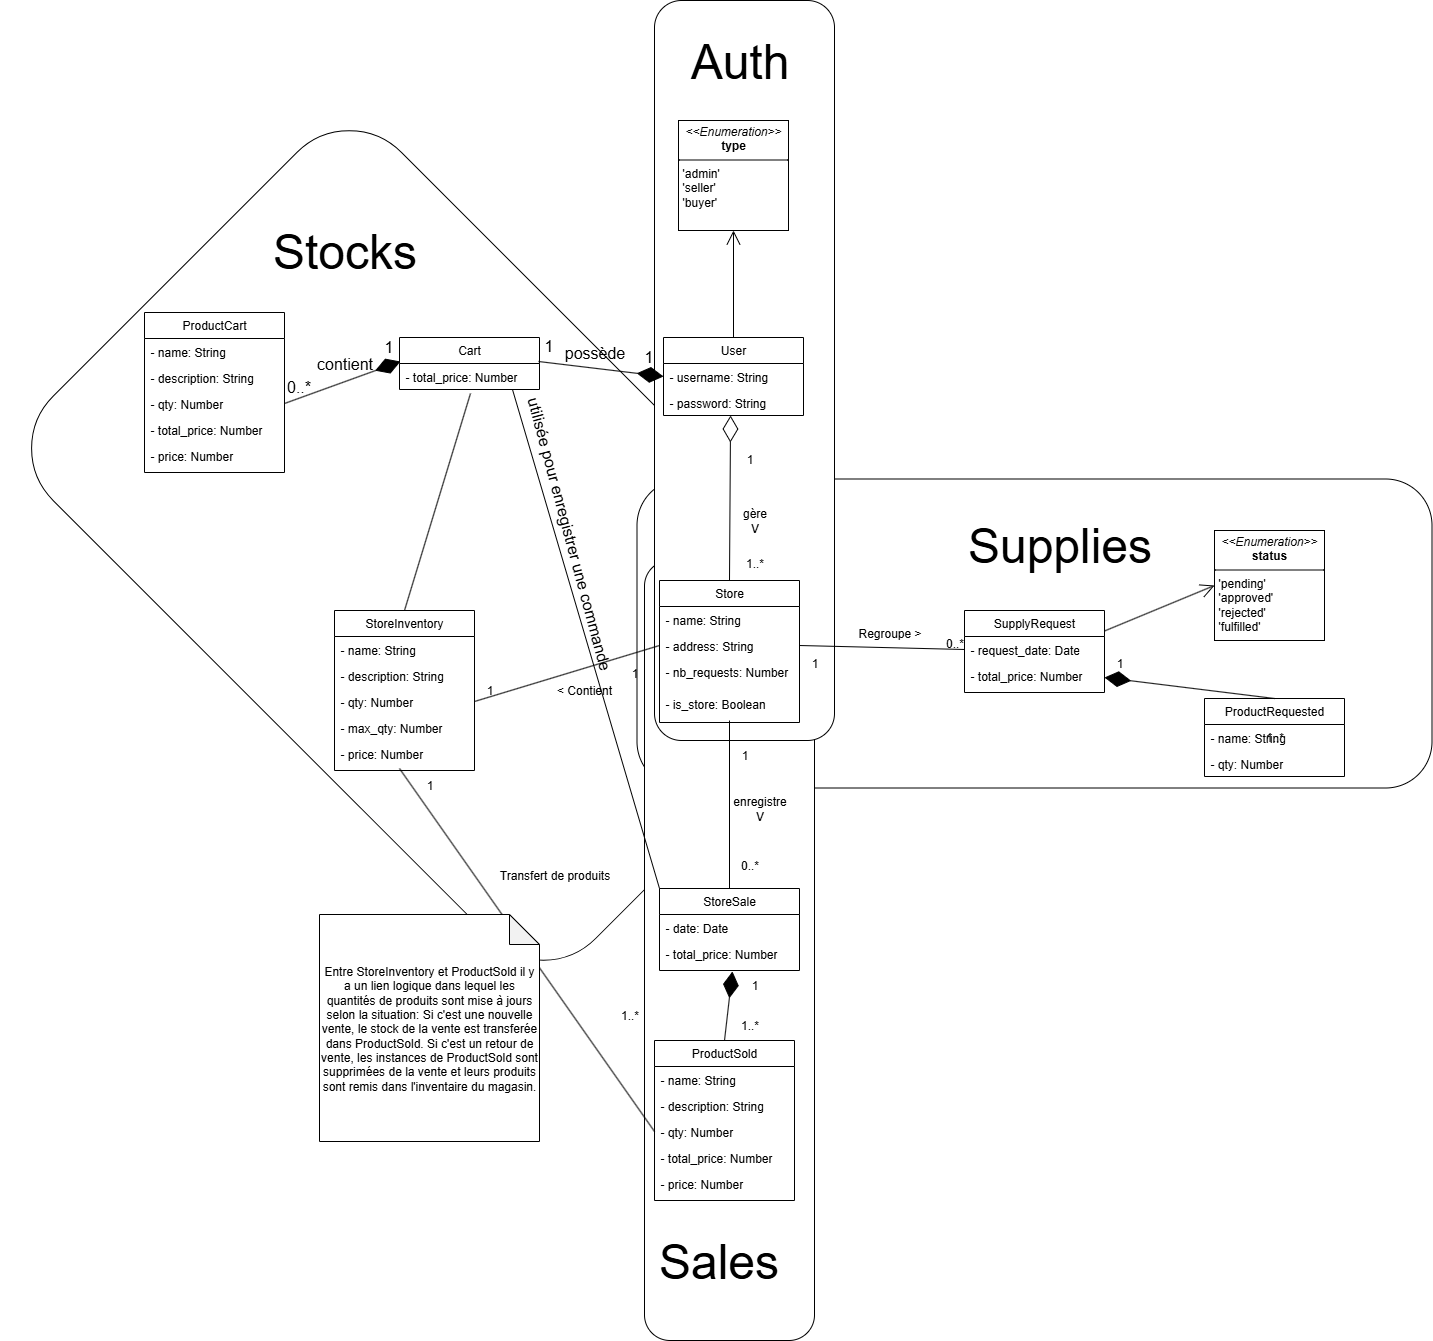 Auth
<<Enumeration>>
type
'admin'
'seller'
'buyer'
Stocks
ProductCart
- name: String
- description: String
- qty: Number
- total_price: Number
- price: Number
0..*
contient
1
Cart
- total_price: Number
1
possède
1
User
- username: String
- password: String
1
gère
V
1..*
utilisée pour enregistrer une commande
Supplies
<<Enumeration>>
status
'pending'
'approved'
'rejected'
'fulfilled'
Store
- name: String
- address: String
- nb_requests: Number
- is_store: Boolean
1
Regroupe >
0..*
SupplyRequest
- request_date: Date
- total_price: Number
1
ProductRequested
- name: String
- qty: Number
StoreInventory
- name: String
- description: String
- qty: Number
- max_qty: Number
- price: Number
1
< Contient
1
1
enregistre
V
0..*
1
Transfert de produits
1..*
StoreSale
- date: Date
- total_price: Number
1
1..*
Entre StoreInventory et ProductSold il y
a un lien logique dans lequel les
quantités de produits sont mise à jours
selon la situation: Si c'est une nouvelle
vente, le stock de la vente est transferée
dans ProductSold. Si c'est un retour de
vente, les instances de ProductSold sont
supprimées de la vente et leurs produits
sont remis dans l'inventaire du magasin.
ProductSold
- name: String
- description: String
- qty: Number
- total_price: Number
- price: Number
Sales